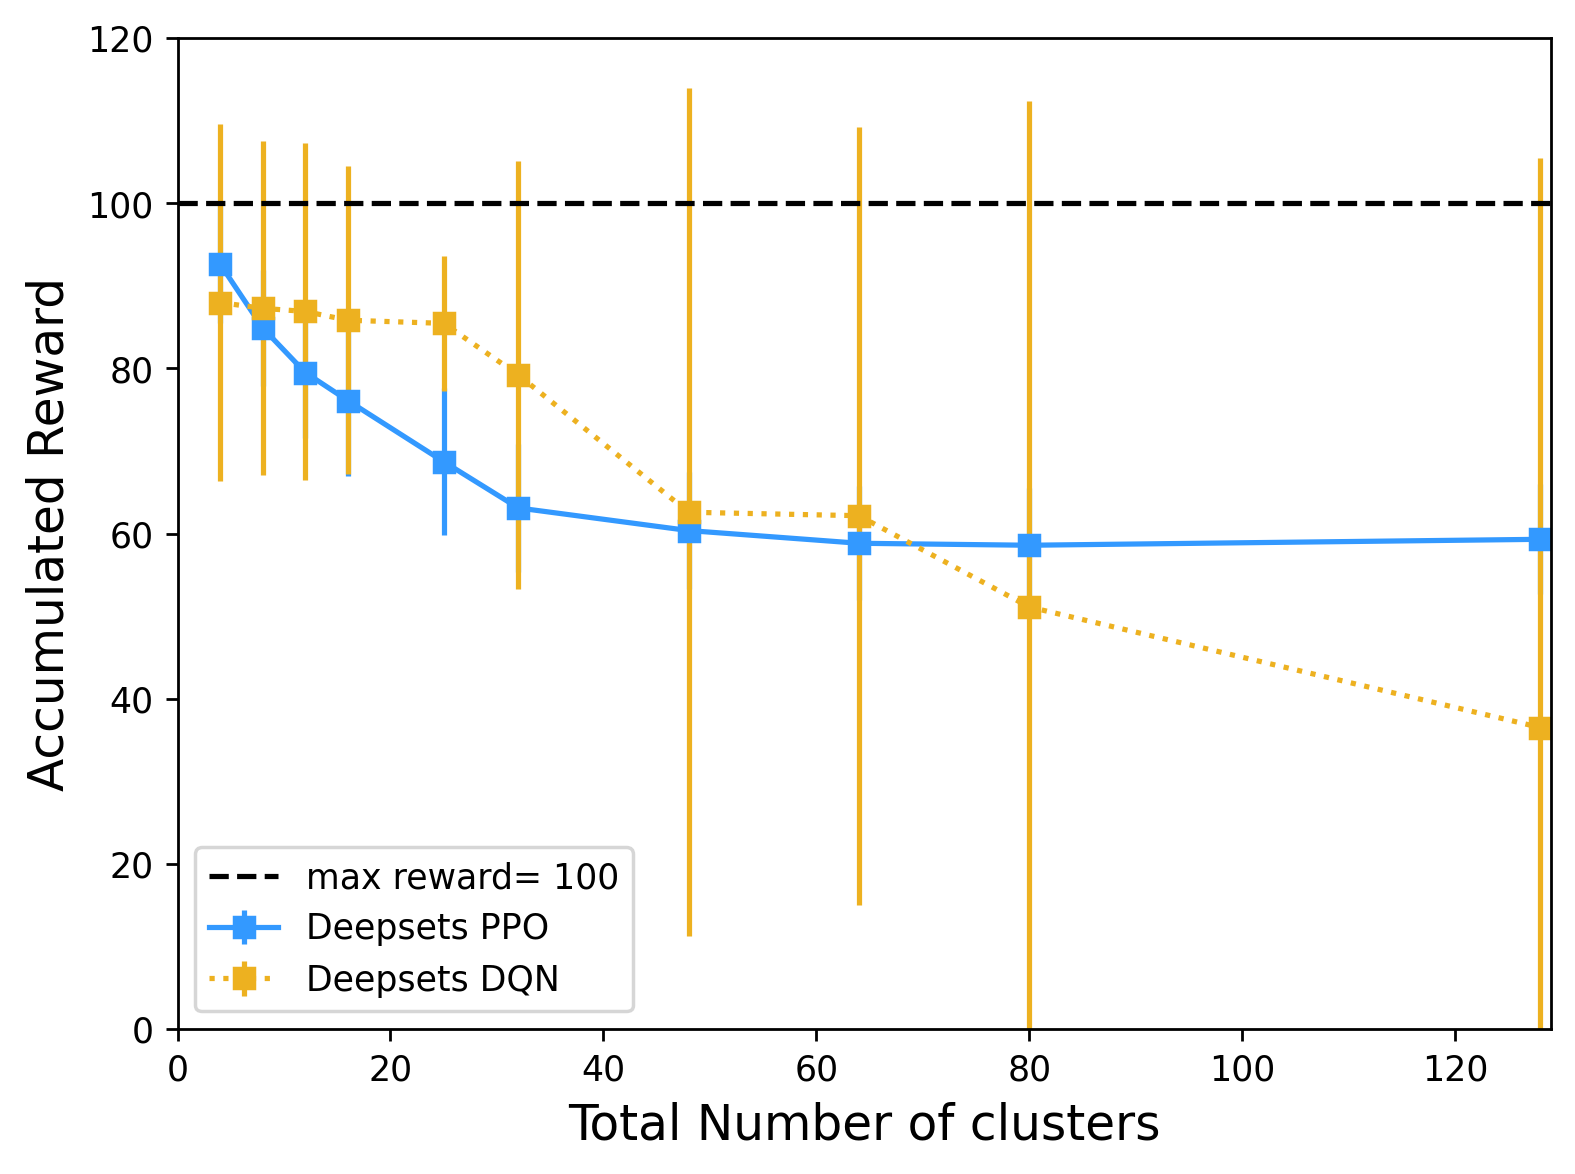 120
100
80
60
40
20
0
Accumulated Reward
max reward= 100
Deepsets PPO
Deepsets DQN
0 20 40 60 80 100 120
Total Number of clusters